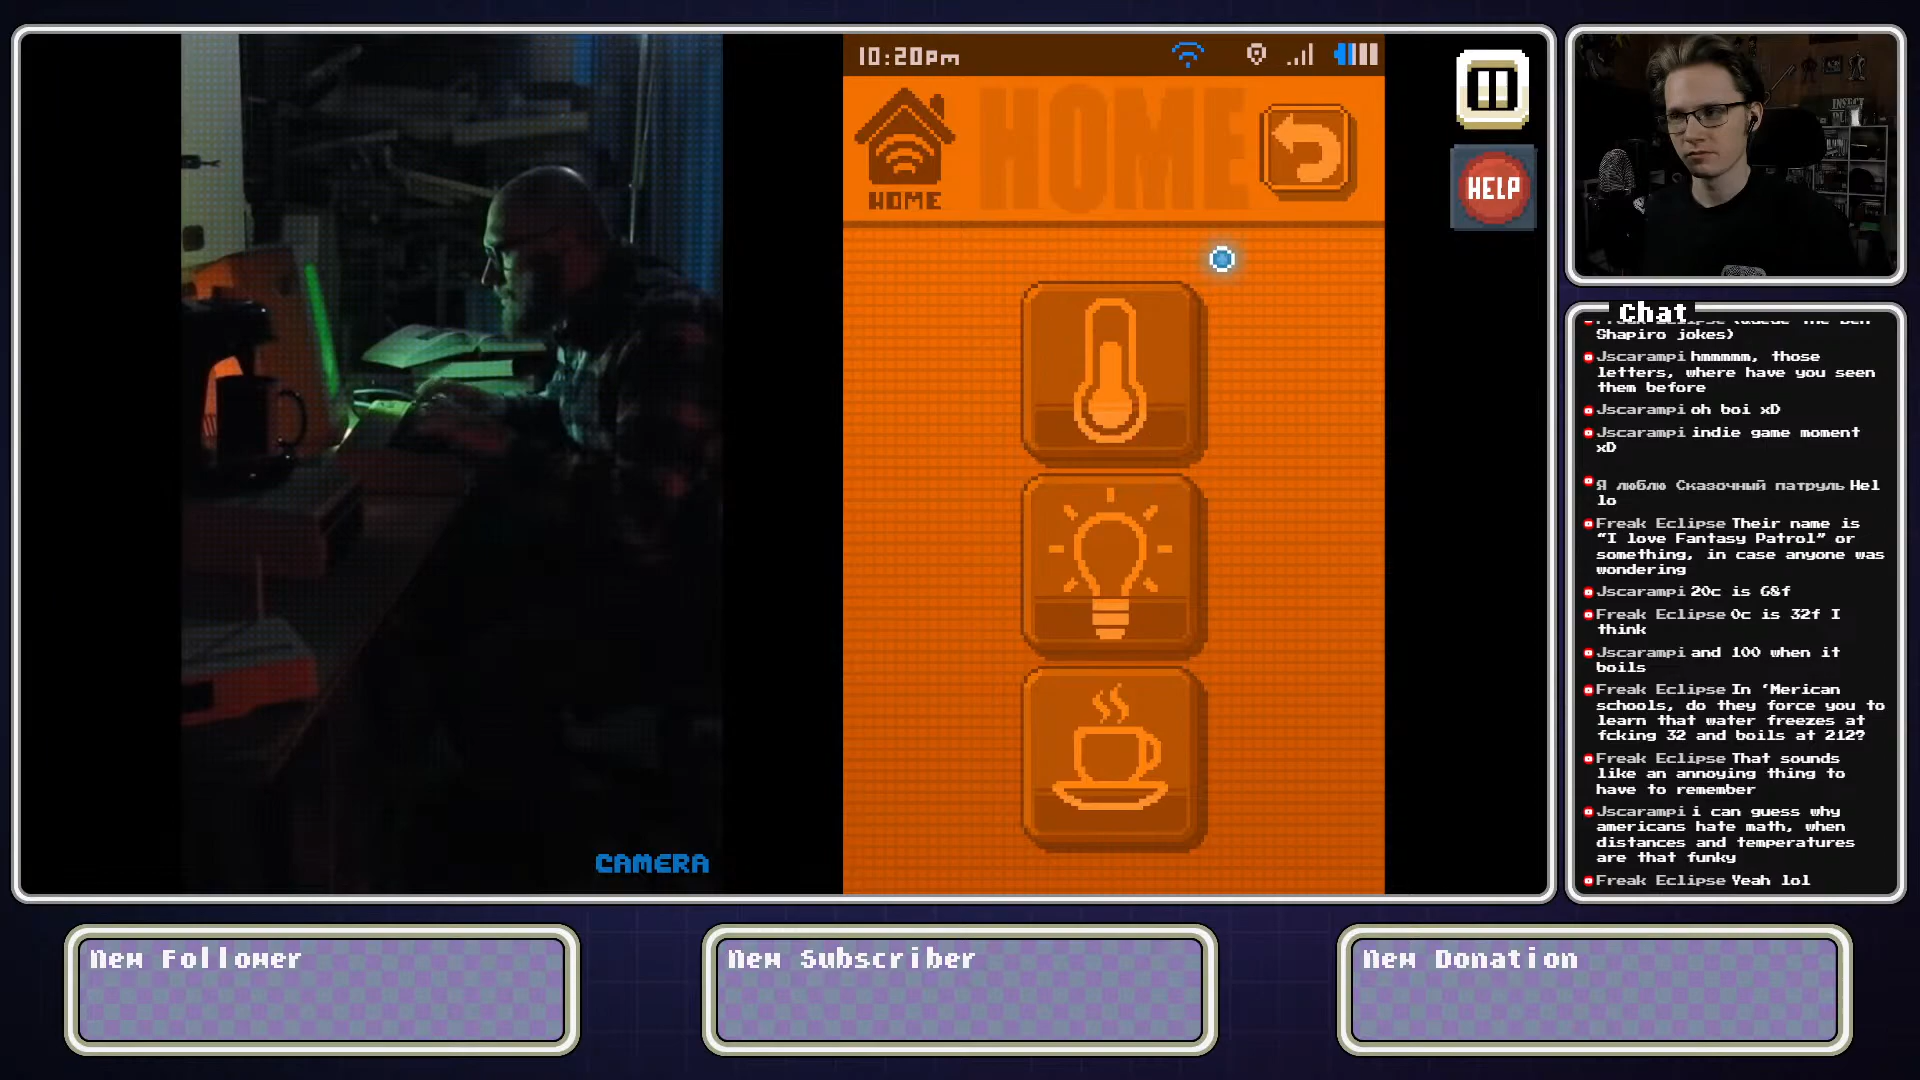 10:20pm
HOME
HOME
HELP
CAMERA
Chat
Shapiro jokes)
Jscarampi hmmmmm, those
letters, where have you seen
them before
Jscarampi oh boi xD
Jscarampi indie game moment
xD
Я люблю Сказочный патруль Hel
lo
Freak Eclipse Their name is
"I love Fantasy Patrol" or
something, in case anyone was
wondering
Jscarampi 20c is 68f
Freak Eclipse 0c is 32f I
think
Jscarampi and 100 when it
boils
Freak Eclipse In 'Merican
schools, do they force you to
learn that water freezes at
fcking 32 and boils at 212?
Freak Eclipse That sounds
like an annoying thing to
have to remember
Jscarampi i can guess why
americans hate math, when
distances and temperatures
are that funky
Freak Eclipse Yeah lol
New Follower
New Subscriber
New Donation